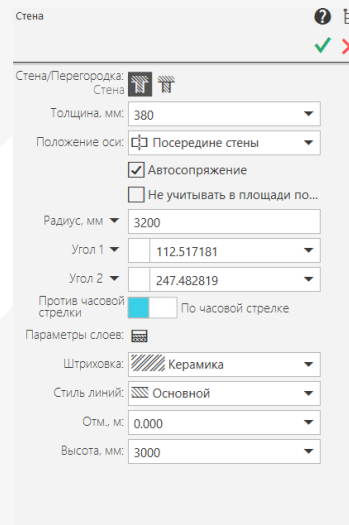 Стена
Стена/Перегородка:
Стена
Толщина, мм: 380
Положение оси: Посередине стены
Автосопряжение
Не учитывать в площади по...
Радиус, мм 3200
Угол 1 112.517181
Угол 2 247.482819
Против часовой стрелки По часовой стрелке
Параметры слоев:
Штриховка: Керамика
Стиль линий: Основной
Отм., м: 0.000
Высота, мм: 3000